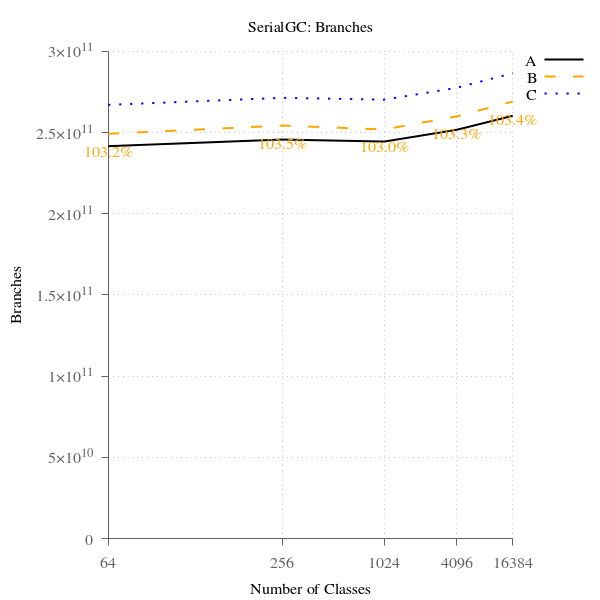 SerialGC: Branches
3×10¹¹
2.5×10¹¹
2×10¹¹
1.5×10¹¹
1×10¹¹
5×10¹⁰
0
Branches
A
B
C
103.2%
103.5%
103.0%
103.3%
103.4%
64
256
1024
4096
16384
Number of Classes